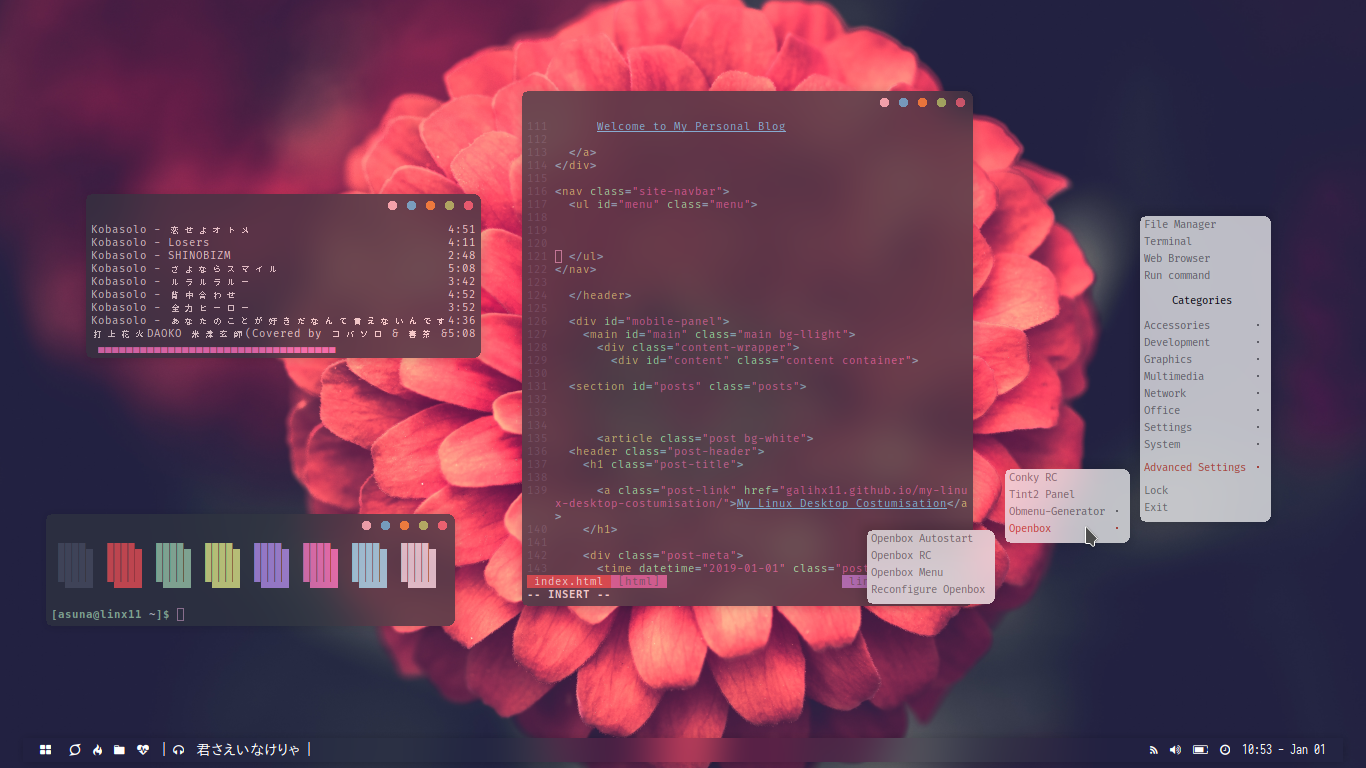 Kobasolo - 恋せよオトメ 4:51
Kobasolo - Losers 4:11
Kobasolo - SHINOBIZM 2:48
Kobasolo - さよならスマイル 5:08
Kobasolo - ルラルラルー 3:42
Kobasolo - 背中合わせ 4:52
Kobasolo - 全力ヒーロー 3:52
Kobasolo - あなたのことが好きだなんて言えないんです 4:36
打上花火DAOKO 米津玄師(Covered by コバソロ & 春茶 &5:08
[asuna@linx11 ~]$
111 Welcome to My Personal Blog
112
113 </a>
114 </div>
115
116 <nav class="site-navbar">
117 <ul id="menu" class="menu">
118
119
120
121 </ul>
122 </nav>
123
124 </header>
125
126 <div id="mobile-panel">
127 <main id="main" class="main bg-llight">
128 <div class="content-wrapper">
129 <div id="content" class="content container">
130
131 <section id="posts" class="posts">
132
133
134
135 <article class="post bg-white">
136 <header class="post-header">
137 <h1 class="post-title">
138
139 <a class="post-link" href="galihx11.github.io/my-linu
x-desktop-costumisation/">My Linux Desktop Costumisation</a
>
140 </h1>
141
142 <div class="post-meta">
143 <time datetime="2019-01-01" class="post
index.html [html] lin
-- INSERT --
File Manager
Terminal
Web Browser
Run command
Categories
Accessories
Development
Graphics
Multimedia
Network
Office
Settings
System
Advanced Settings
Lock
Exit
Conky RC
Tint2 Panel
Obmenu-Generator
Openbox
Openbox Autostart
Openbox RC
Openbox Menu
Reconfigure Openbox
君さえいなけりゃ
10:53 - Jan 01